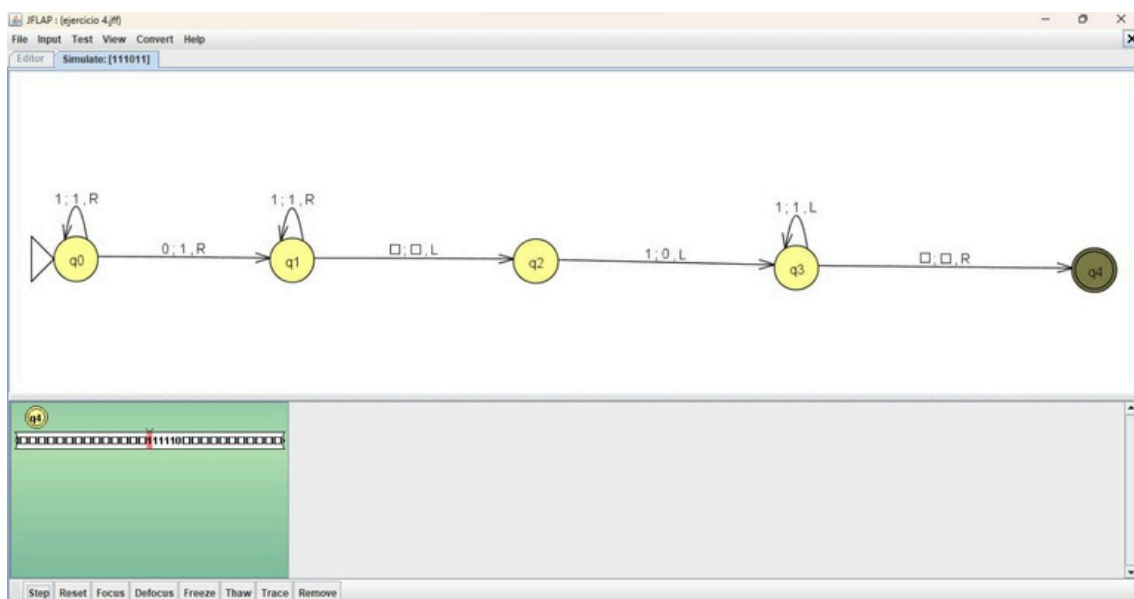 JFLAP : (ejercicio 4.jff)
File Input Test View Convert Help
Editor Simulate: [111011]
1 ; 1 , R 1 ; 1 , R 1 ; 1 , L
0 ; 1 , R □ ; □ , L 1 ; 0 , L □ ; □ , R
q0 q1 q2 q3 q4
q4
111110
Step Reset Focus Defocus Freeze Thaw Trace Remove